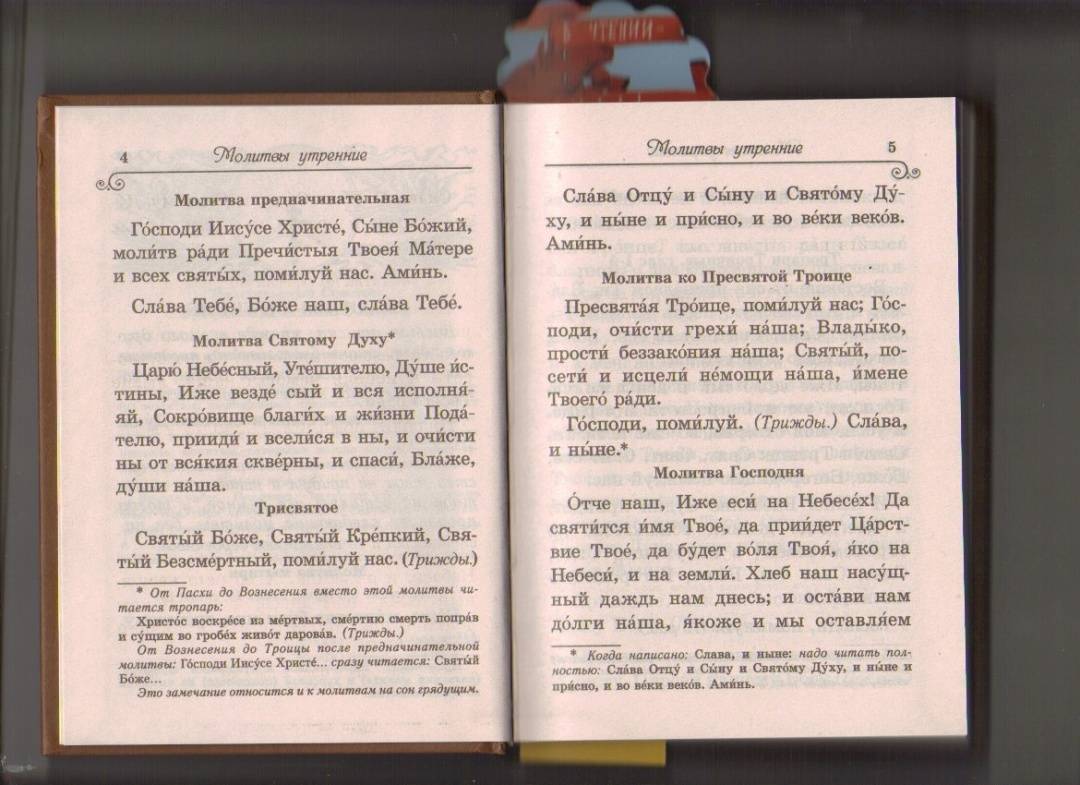 В ЧТЕНИИ
4 Молитвы утренние
Молитва предначинательная
Го́споди Иису́се Христе́, Сы́не Бо́жий,
моли́тв ра́ди Пречи́стыя Твоея́ Ма́тере
и всех святы́х, поми́луй нас. Ами́нь.
Сла́ва Тебе́, Бо́же наш, сла́ва Тебе́.
Молитва Святому Духу*
Царю́ Небе́сный, Уте́шителю, Ду́ше и́с-
тины, Иже везде́ сый и вся исполня́-
яй, Сокро́вище благи́х и жи́зни Пода́-
телю, прииди́ и всели́ся в ны, и очи́сти
ны от вся́кия скве́рны, и спаси́, Бла́же,
ду́ши на́ша.
Трисвятое
Святы́й Бо́же, Святы́й Кре́пкий, Свя-
ты́й Безсме́ртный, поми́луй нас. (Три́жды.)
* От Пасхи до Вознесения вместо этой молитвы чи-
тается тропарь:
Христо́с воскре́се из ме́ртвых, сме́ртию смерть попра́в
и су́щим во гробе́х живо́т дарова́в. (Три́жды.)
От Вознесения до Троицы после предначинательной
молитвы: Го́споди Иису́се Христе́... сразу читается: Святы́й
Бо́же...
Это замечание относится и к молитвам на сон грядущим.
Молитвы утренние 5
Сла́ва Отцу́ и Сы́ну и Свято́му Ду́-
ху, и ны́не и при́сно, и во ве́ки веко́в.
Ами́нь.
Молитва ко Пресвятой Троице
Пресвята́я Тро́ице, поми́луй нас; Го́с-
поди, очи́сти грехи́ на́ша; Влады́ко,
прости́ беззако́ния на́ша; Святы́й, по-
сети́ и исцели́ не́мощи на́ша, и́мене
Твоего́ ра́ди.
Го́споди, поми́луй. (Три́жды.) Сла́ва,
и ны́не.*
Молитва Господня
О́тче наш, Иже еси́ на Небесе́х! Да
святи́тся и́мя Твое́, да прии́дет Ца́рст-
вие Твое́, да бу́дет во́ля Твоя́, я́ко на
Небеси́, и на земли́. Хлеб наш насу́щ-
ный даждь нам днесь; и оста́ви нам
до́лги на́ша, я́коже и мы оставля́ем
* Когда написано: Слава, и ныне: надо читать пол-
ностью: Сла́ва Отцу́ и Сы́ну и Свято́му Ду́ху, и ны́не и
при́сно, и во ве́ки веко́в. Ами́нь.